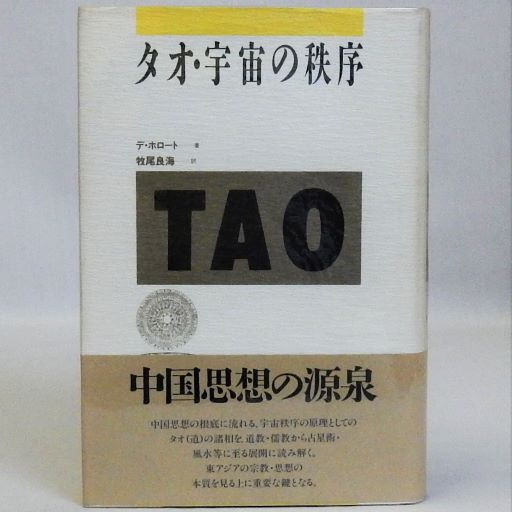 タオ・宇宙の秩序
デ・ホロート 著
牧尾良海 訳
TAO
中国思想の源泉
中国思想の根底に流れる、宇宙秩序の原理としての
タオ(道)の諸相を、道教・儒教から占星術・
風水等に至る展開に読み解く。
東アジアの宗教・思想の
本質を見る上に重要な鍵となる。